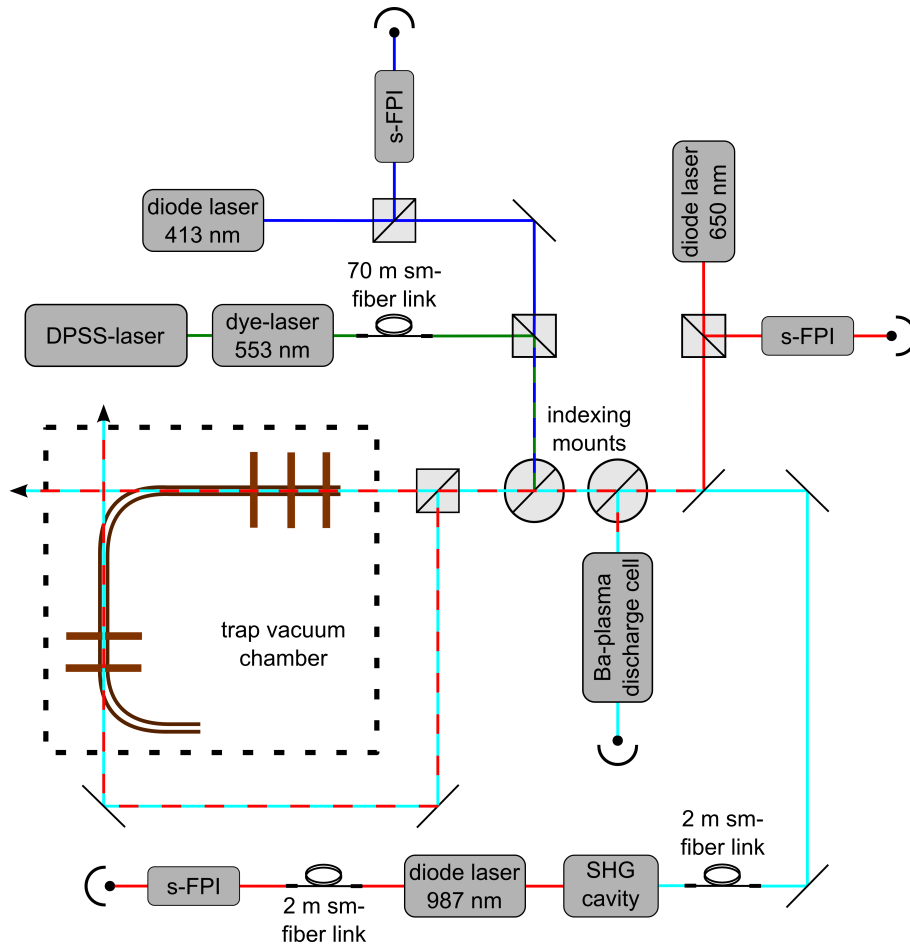 s-FPI
diode laser
650 nm
diode laser
413 nm
70 m sm-
fiber link
DPSS-laser
dye-laser
553 nm
s-FPI
indexing
mounts
trap vacuum
chamber
Ba-plasma
discharge cell
2 m sm-
fiber link
s-FPI
2 m sm-
fiber link
diode laser
987 nm
SHG
cavity